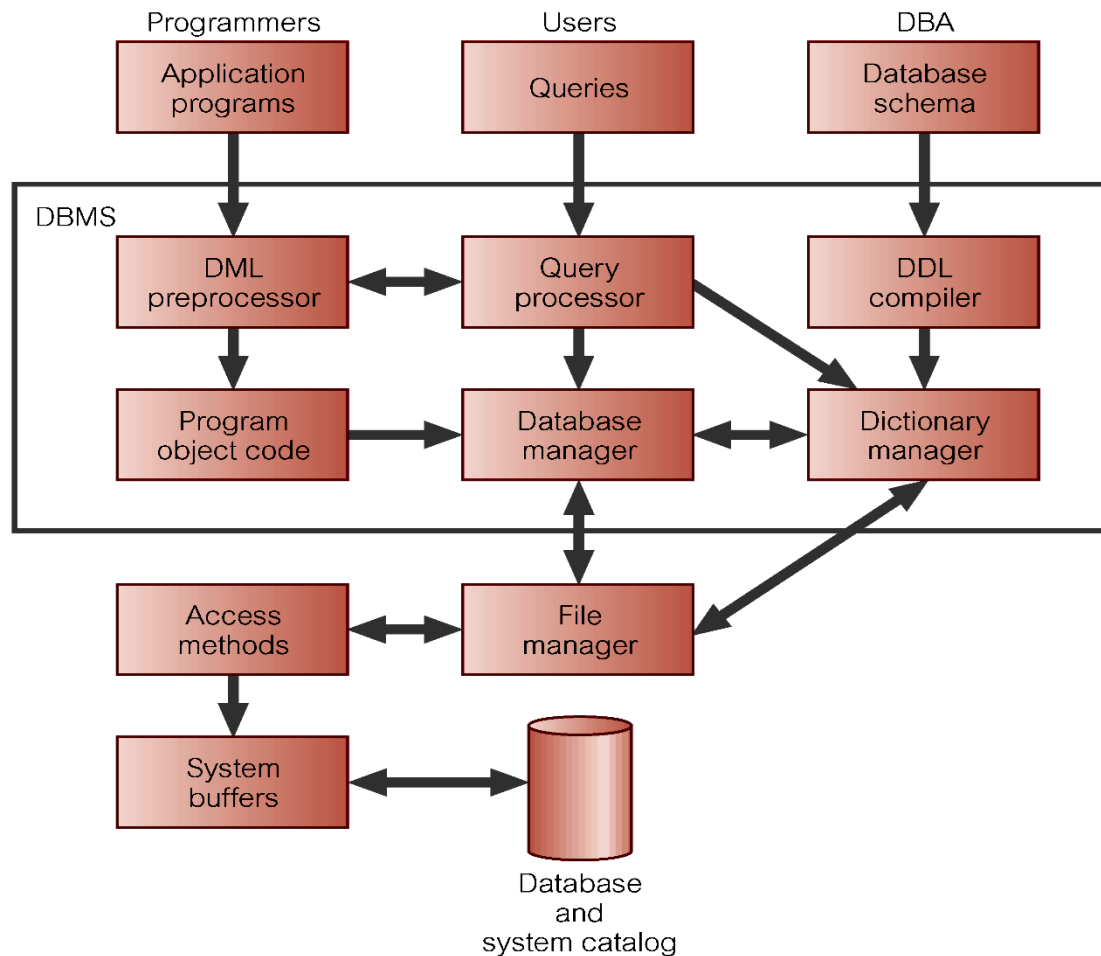 Programmers
Users
DBA
Application
programs
Queries
Database
schema
DBMS
DML
preprocessor
Query
processor
DDL
compiler
Program
object code
Database
manager
Dictionary
manager
Access
methods
File
manager
System
buffers
Database
and
system catalog